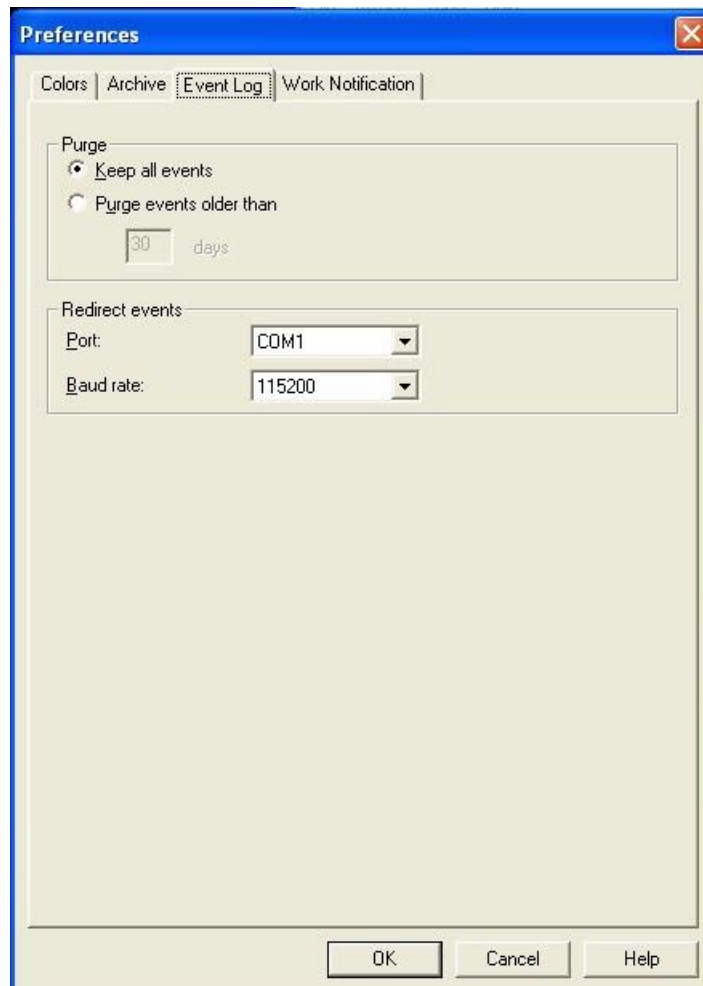 Preferences
Colors Archive Event Log Work Notification
Purge
Keep all events
Purge events older than
30 days
Redirect events
Port: COM1
Baud rate: 115200
OK Cancel Help